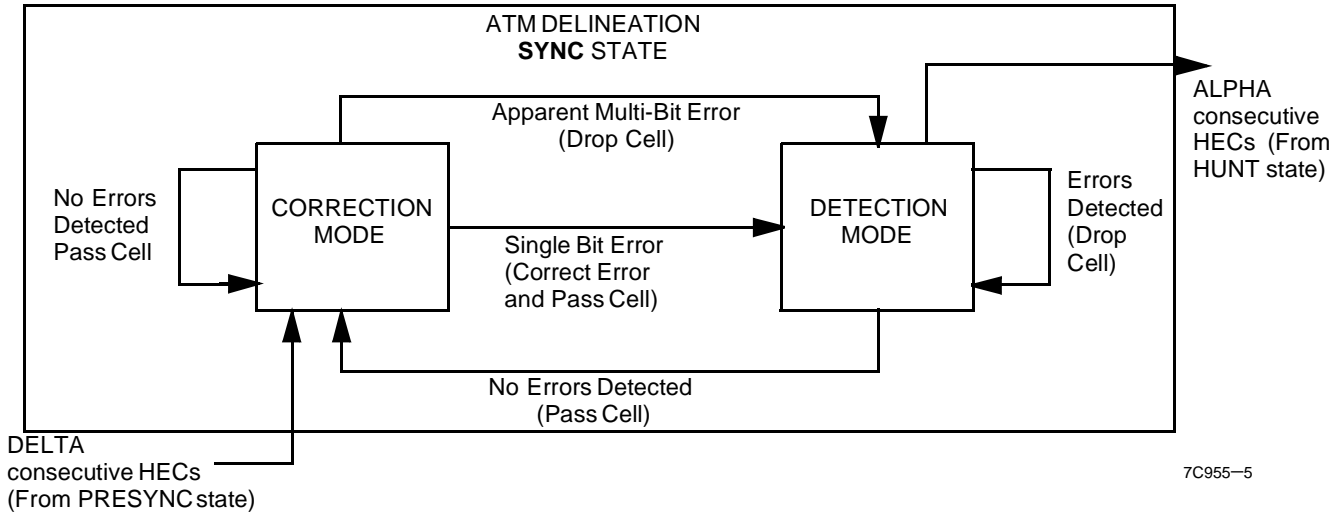 ATM DELINEATION
SYNC STATE
Apparent Multi-Bit Error
(Drop Cell)
ALPHA
consecutive
HECs (From
HUNT state)
No Errors
Detected
Pass Cell
CORRECTION
MODE
Single Bit Error
(Correct Error
and Pass Cell)
DETECTION
MODE
Errors
Detected
(Drop
Cell)
No Errors Detected
(Pass Cell)
DELTA
consecutive HECs
(From PRESYNC state)
7C955–5